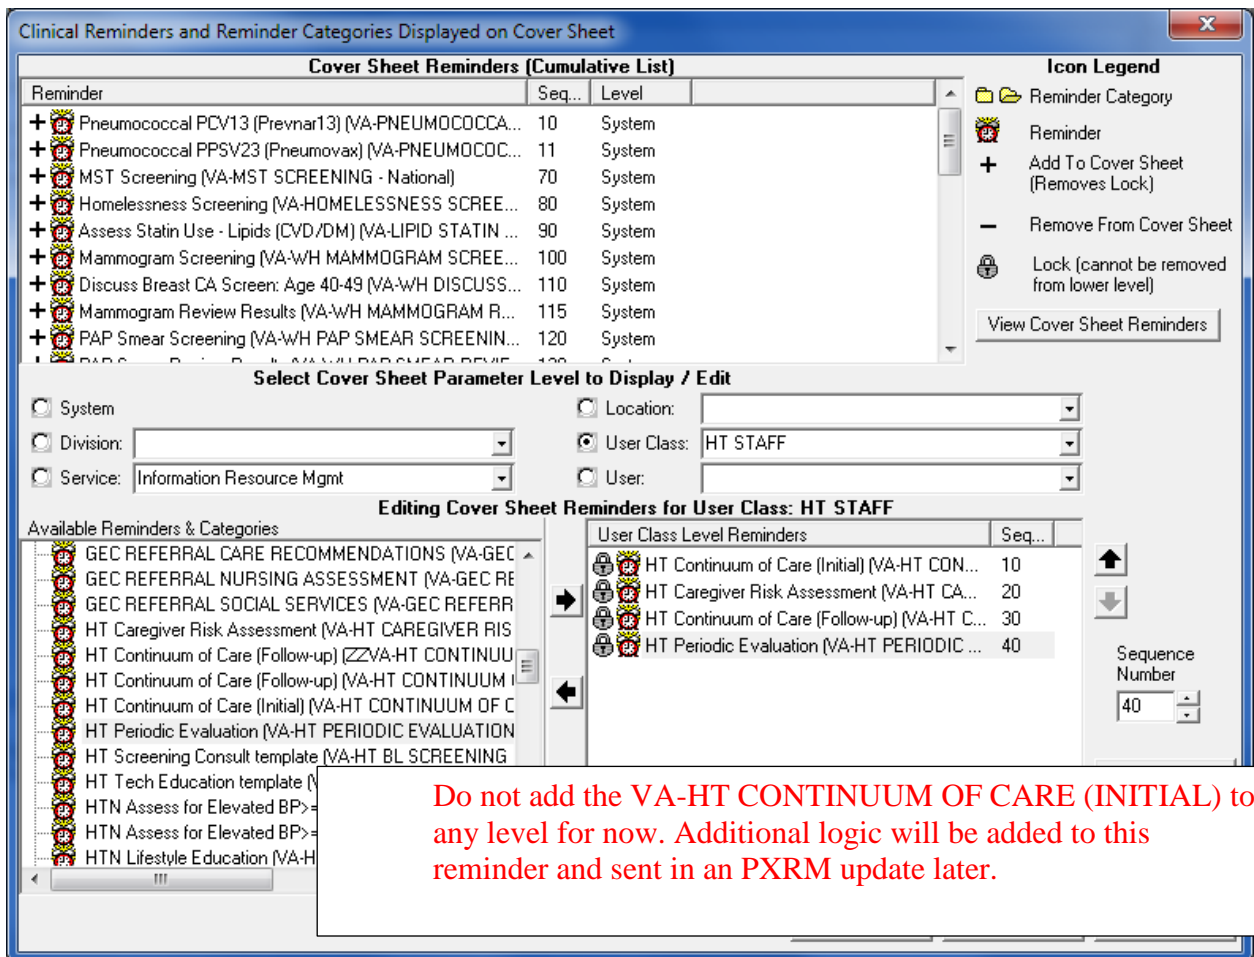 Clinical Reminders and Reminder Categories Displayed on Cover Sheet
X
Cover Sheet Reminders (Cumulative List)
Reminder Seq... Level
Pneumococcal PCV13 (Prevnar13) (VA-PNEUMOCOCCA... 10 System
Pneumococcal PPSV23 (Pneumovax) (VA-PNEUMOCOC... 11 System
MST Screening (VA-MST SCREENING - National) 70 System
Homelessness Screening (VA-HOMELESSNESS SCREE... 80 System
Assess Statin Use - Lipids (CVD/DM) (VA-LIPID STATIN ... 90 System
Mammogram Screening (VA-WH MAMMOGRAM SCREE... 100 System
Discuss Breast CA Screen: Age 40-49 (VA-WH DISCUSS... 110 System
Mammogram Review Results (VA-WH MAMMOGRAM R... 115 System
PAP Smear Screening (VA-WH PAP SMEAR SCREENIN... 120 System
Icon Legend
Reminder Category
Reminder
Add To Cover Sheet
(Removes Lock)
Remove From Cover Sheet
Lock (cannot be removed
from lower level)
View Cover Sheet Reminders
Select Cover Sheet Parameter Level to Display / Edit
System
Location:
Division:
User Class: HT STAFF
Service: Information Resource Mgmt
User:
Editing Cover Sheet Reminders for User Class: HT STAFF
Available Reminders & Categories
GEC REFERRAL CARE RECOMMENDATIONS (VA-GEC
GEC REFERRAL NURSING ASSESSMENT (VA-GEC RE
GEC REFERRAL SOCIAL SERVICES (VA-GEC REFERR
HT Caregiver Risk Assessment (VA-HT CAREGIVER RIS
HT Continuum of Care (Follow-up) (ZZVA-HT CONTINUU
HT Continuum of Care (Follow-up) (VA-HT CONTINUUM
HT Continuum of Care (Initial) (VA-HT CONTINUUM OF C
HT Periodic Evaluation (VA-HT PERIODIC EVALUATION
HT Screening Consult template (VA-HT BL SCREENING
HT Tech Education template (
HTN Assess for Elevated BP>=
HTN Assess for Elevated BP>=
HTN Lifestyle Education (VA-H
User Class Level Reminders Seq...
HT Continuum of Care (Initial) (VA-HT CON... 10
HT Caregiver Risk Assessment (VA-HT CA... 20
HT Continuum of Care (Follow-up) (VA-HT C... 30
HT Periodic Evaluation (VA-HT PERIODIC ... 40
Sequence
Number
40
Do not add the VA-HT CONTINUUM OF CARE (INITIAL) to
any level for now. Additional logic will be added to this
reminder and sent in an PXRM update later.